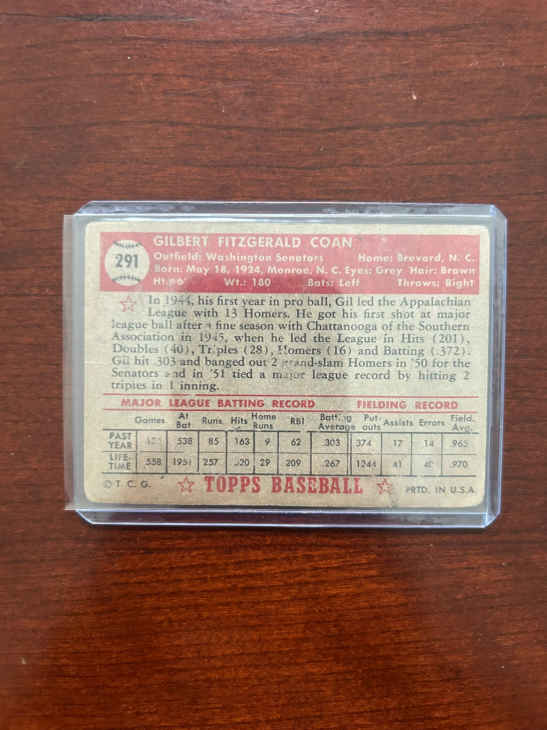 291
GILBERT FITZGERALD COAN
Outfield: Washington Senators Home: Brevard, N. C.
Born: May 18, 1924, Monroe, N. C. Eyes: Grey Hair: Brown
Ht.: 6' Wt.: 180 Bats: Left Throws: Right
In 1944, his first year in pro ball, Gil led the Appalachian
League with 13 Homers. He got his first shot at major
league ball after a fine season with Chattanooga of the Southern
Association in 1945, when he led the League in Hits (201),
Doubles (40), Triples (28), Homers (16) and Batting (.372).
Gil hit .303 and banged out 2 grand-slam Homers in '50 for the
Senators and in '51 tied a major league record by hitting 2
triples in 1 inning.
MAJOR LEAGUE BATTING RECORD FIELDING RECORD
Games At Bat Runs Hits Home Runs RBI Batting Average Put outs Assists Errors Field. Avg.
PAST YEAR 538 85 163 9 62 .303 374 17 14 .965
LIFE-TIME 558 1951 257 29 209 .267 1244 41 .970
© T. C. G. TOPPS BASEBALL PRTD. IN U.S.A.